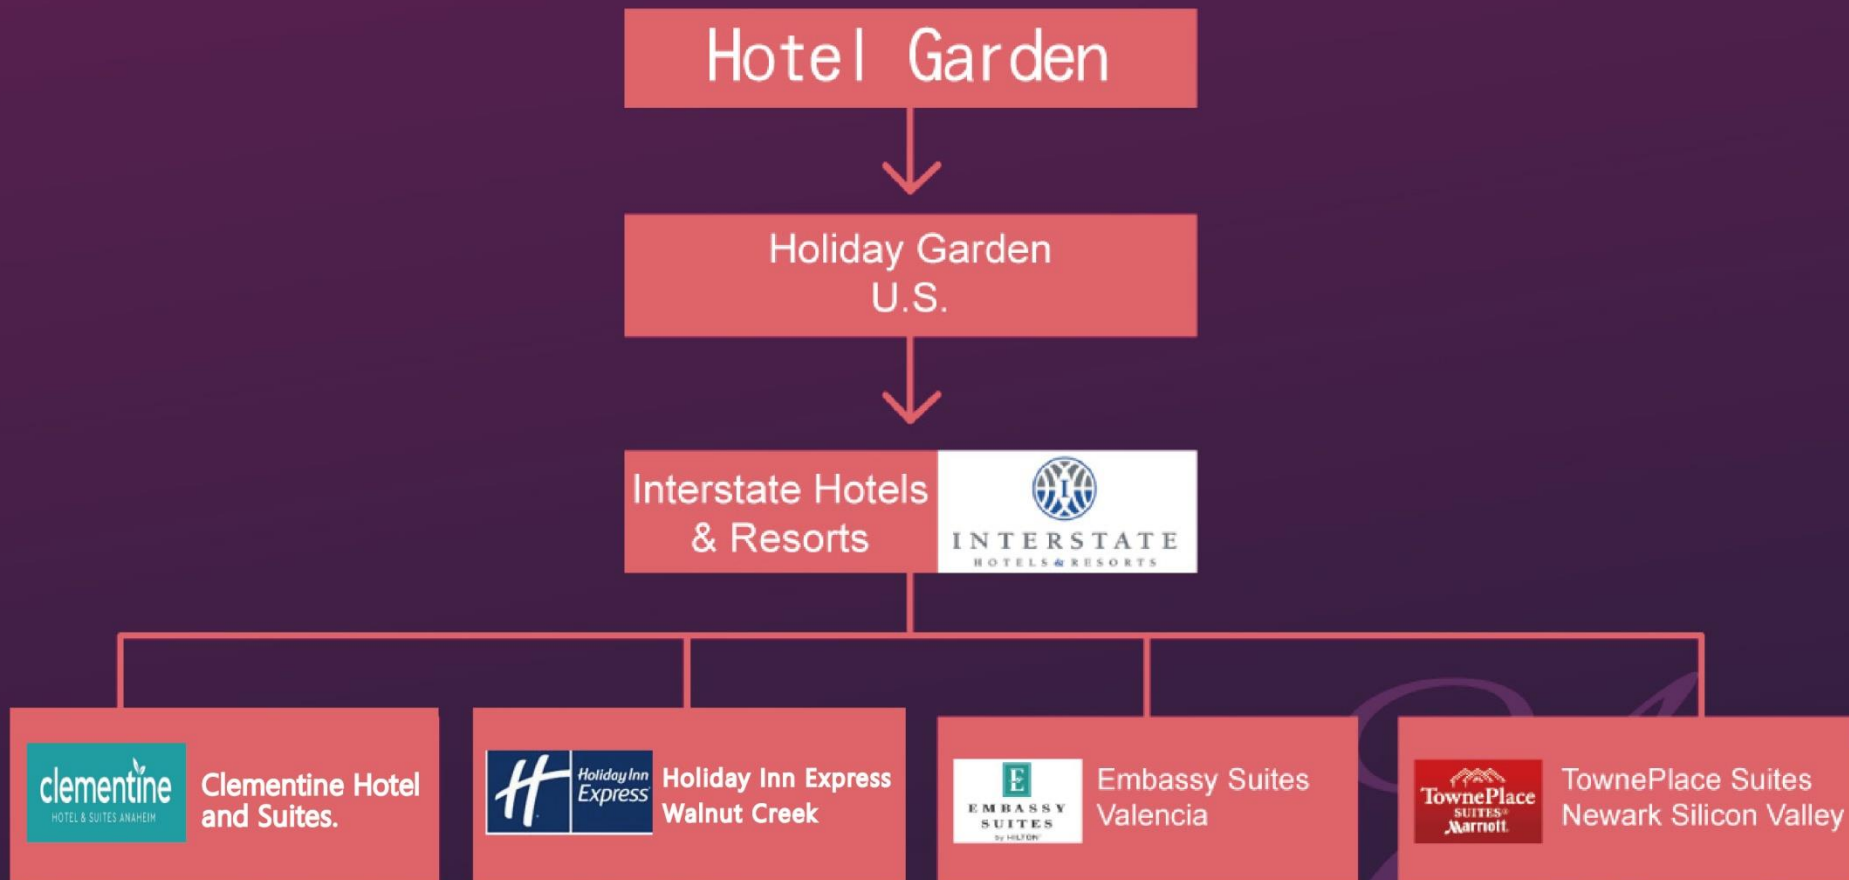 Hotel Garden
Holiday Garden
U.S.
Interstate Hotels
& Resorts
I
INTERSTATE
HOTELS & RESORTS
clementine
HOTEL & SUITES ANAHEIM
Clementine Hotel
and Suites.
H
Holiday Inn
Express
Holiday Inn Express
Walnut Creek
E
EMBASSY
SUITES
by HILTON
Embassy Suites
Valencia
TownePlace
SUITES®
Marriott
TownePlace Suites
Newark Silicon Valley